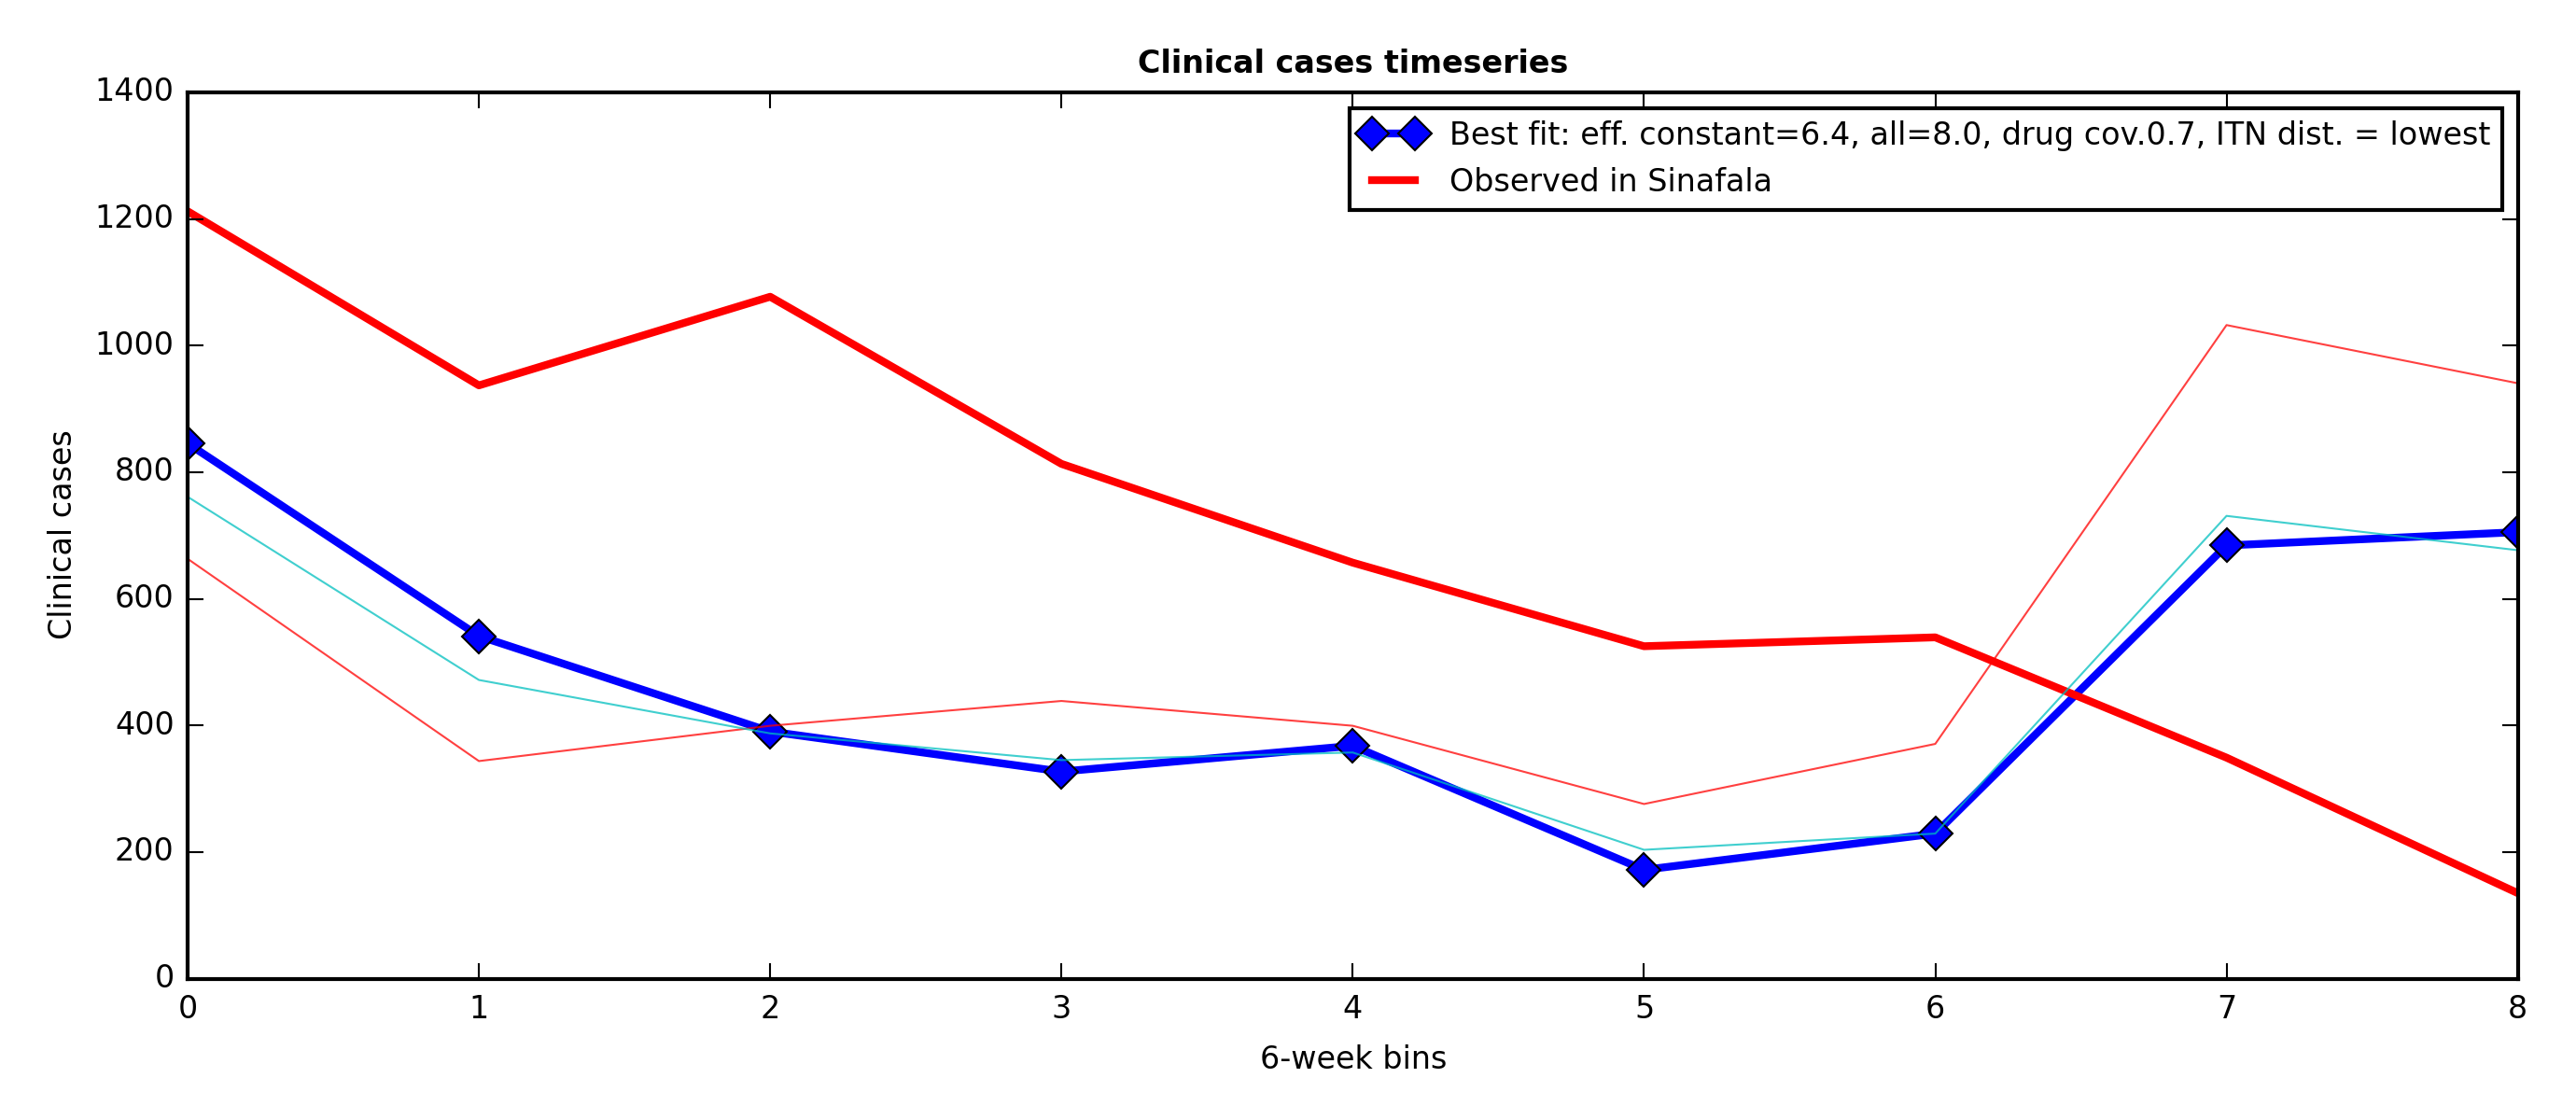 Clinical cases timeseries
1400
1200
1000
800
600
400
200
0
Clinical cases
Best fit: eff. constant=6.4, all=8.0, drug cov.0.7, ITN dist. = lowest
Observed in Sinafala
0 1 2 3 4 5 6 7 8
6-week bins